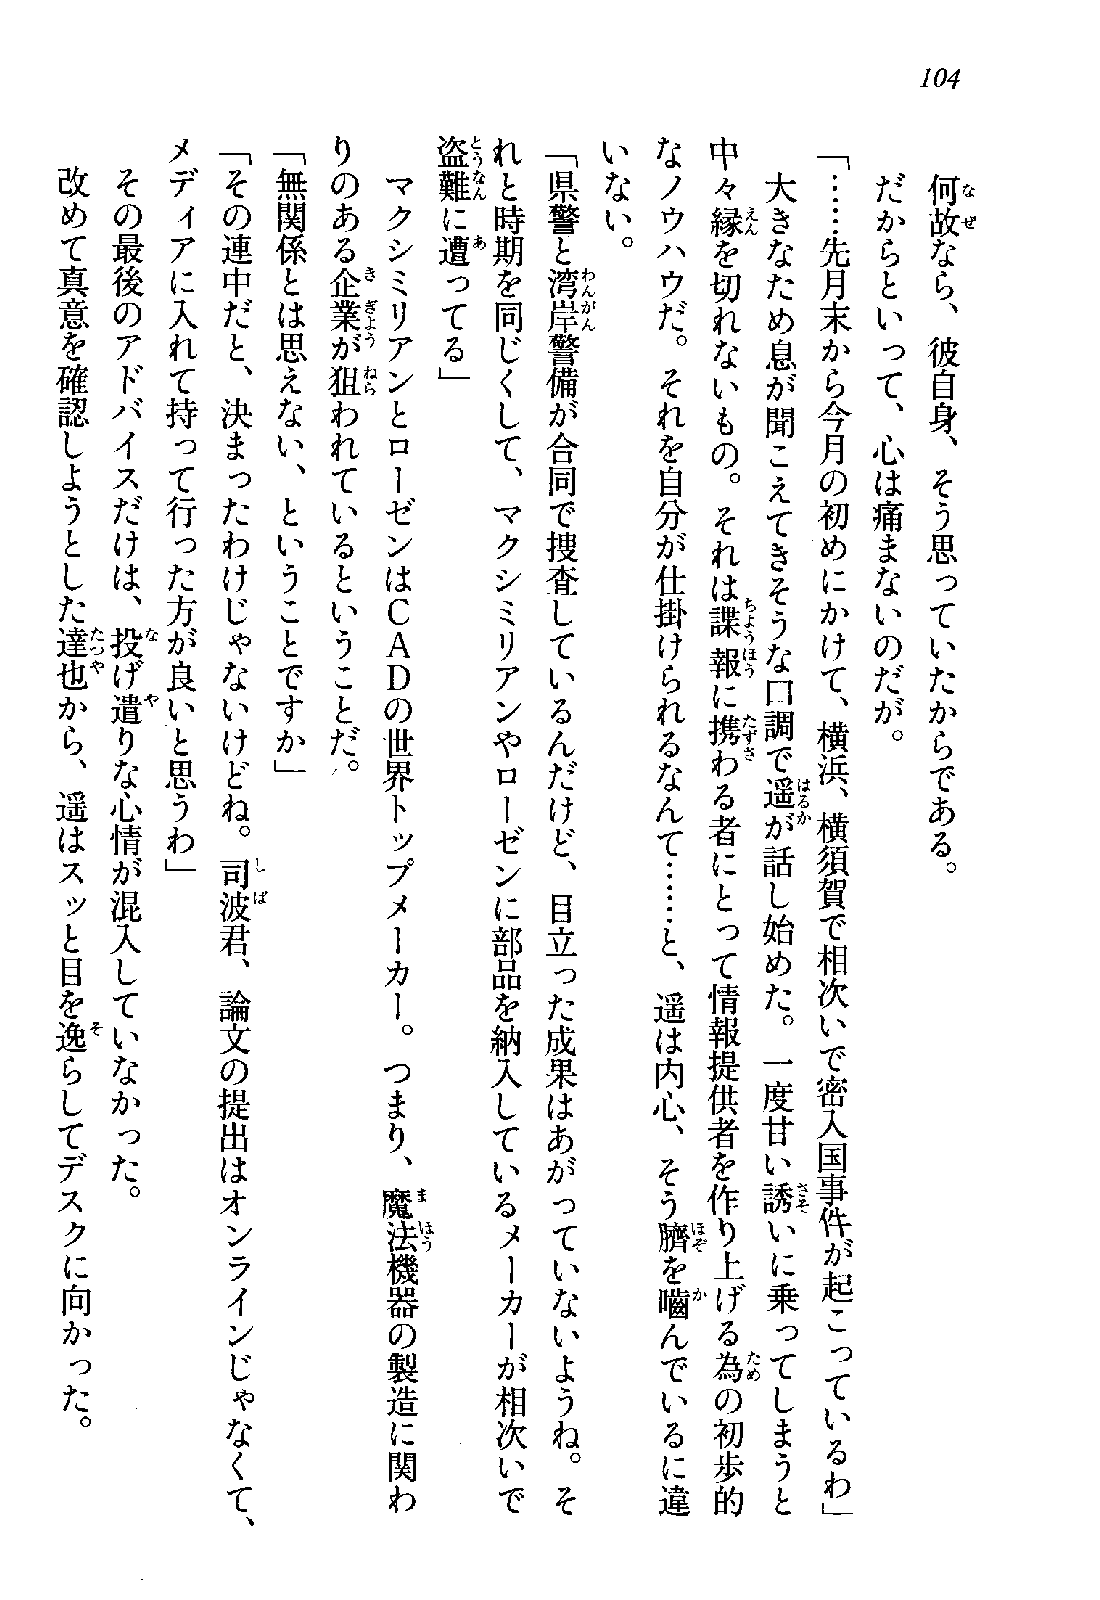 104
何故なら、彼自身、そう思っていたからである。
だからといって、心は痛まないのだが。
「……先月末から今月の初めにかけて、横浜、横須賀で相次いで密入国事件が起こっているわ」
大きなため息が聞こえてきそうな口調で遥が話し始めた。一度甘い誘いに乗ってしまうと
中々縁を切れないもの。それは諜報に携わる者にとって情報提供者を作り上げる為の初歩的
なノウハウだ。それを自分が仕掛けられるなんて……と、遥は内心、そう臍を嚙んでいるに違
いない。
「県警と湾岸警備が合同で捜査しているんだけど、目立った成果はあがっていないようね。そ
れと時期を同じくして、マクシミリアンやローゼンに部品を納入しているメーカーが相次いで
盗難に遭ってる」
マクシミリアンとローゼンはCADの世界トップメーカー。つまり、魔法機器の製造に関わ
りのある企業が狙われているということだ。
「無関係とは思えない、ということですか」
「その連中だと、決まったわけじゃないけどね。司波君、論文の提出はオンラインじゃなくて、
メディアに入れて持って行った方が良いと思うわ」
その最後のアドバイスだけは、投げ遣りな心情が混入していなかった。
改めて真意を確認しようとした達也から、遥はスッと目を逸らしてデスクに向かった。